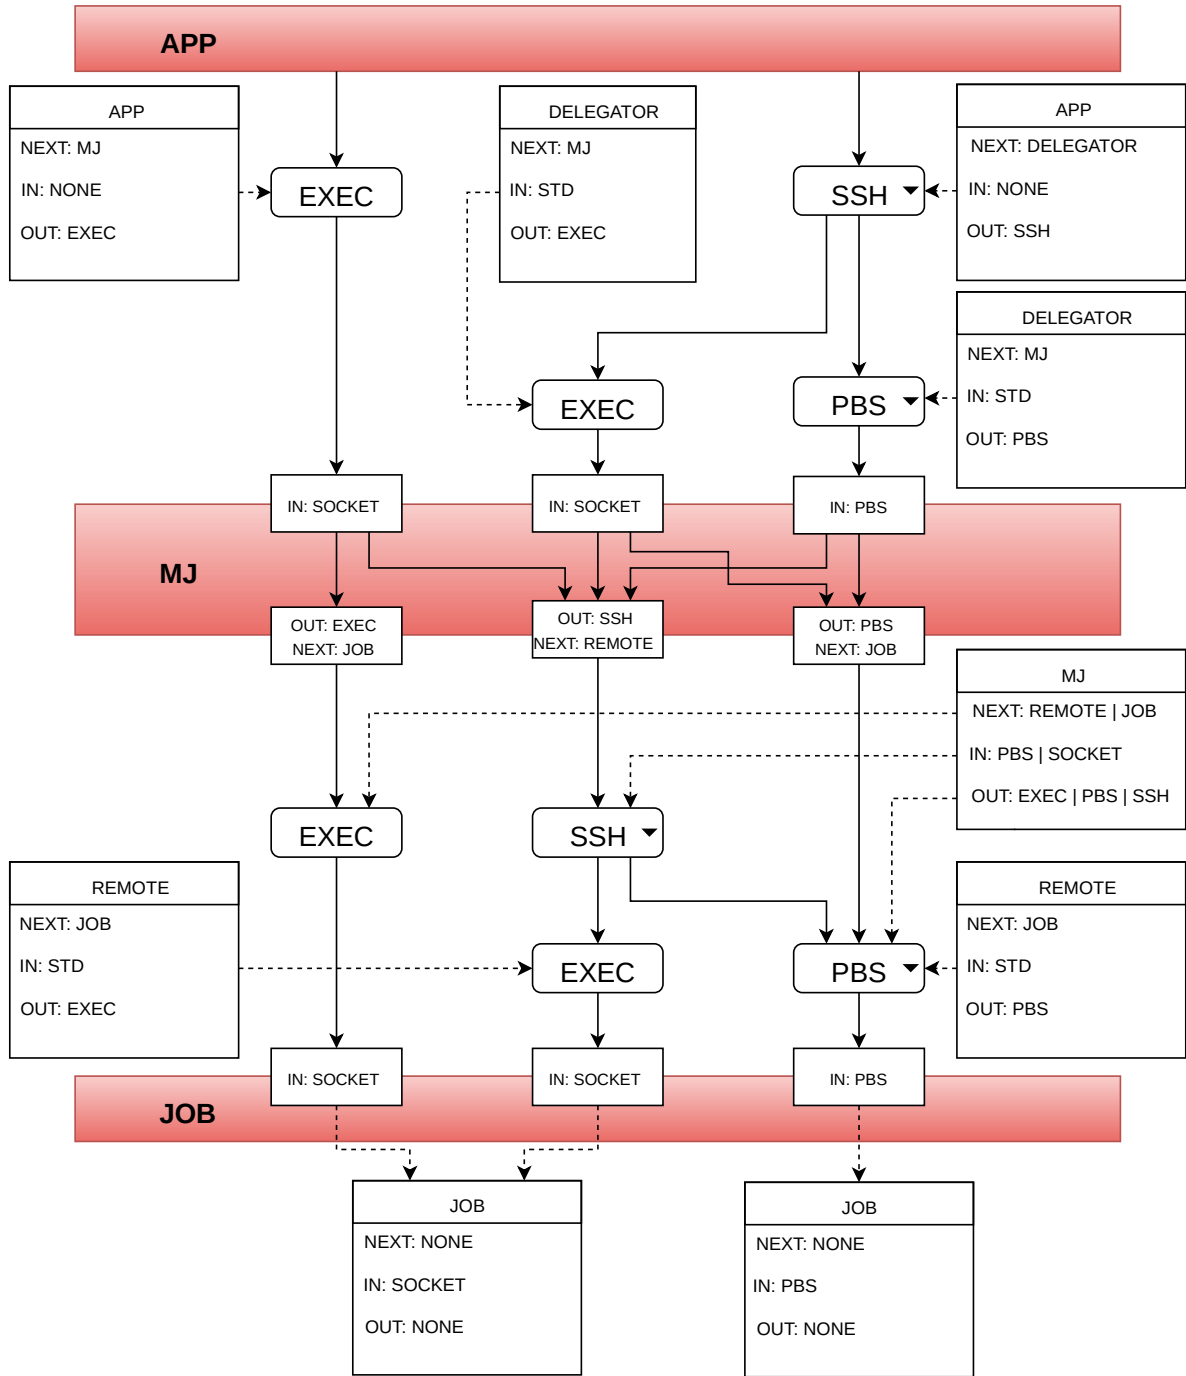 APP
APP
NEXT: MJ
IN: NONE
OUT: EXEC
DELEGATOR
NEXT: MJ
IN: STD
OUT: EXEC
APP
NEXT: DELEGATOR
IN: NONE
OUT: SSH
EXEC
SSH
DELEGATOR
NEXT: MJ
IN: STD
OUT: PBS
EXEC
PBS
IN: SOCKET
IN: SOCKET
IN: PBS
MJ
OUT: EXEC
NEXT: JOB
OUT: SSH
NEXT: REMOTE
OUT: PBS
NEXT: JOB
MJ
NEXT: REMOTE | JOB
IN: PBS | SOCKET
OUT: EXEC | PBS | SSH
EXEC
SSH
REMOTE
NEXT: JOB
IN: STD
OUT: EXEC
EXEC
PBS
REMOTE
NEXT: JOB
IN: STD
OUT: PBS
IN: SOCKET
IN: SOCKET
IN: PBS
JOB
JOB
NEXT: NONE
IN: SOCKET
OUT: NONE
JOB
NEXT: NONE
IN: PBS
OUT: NONE